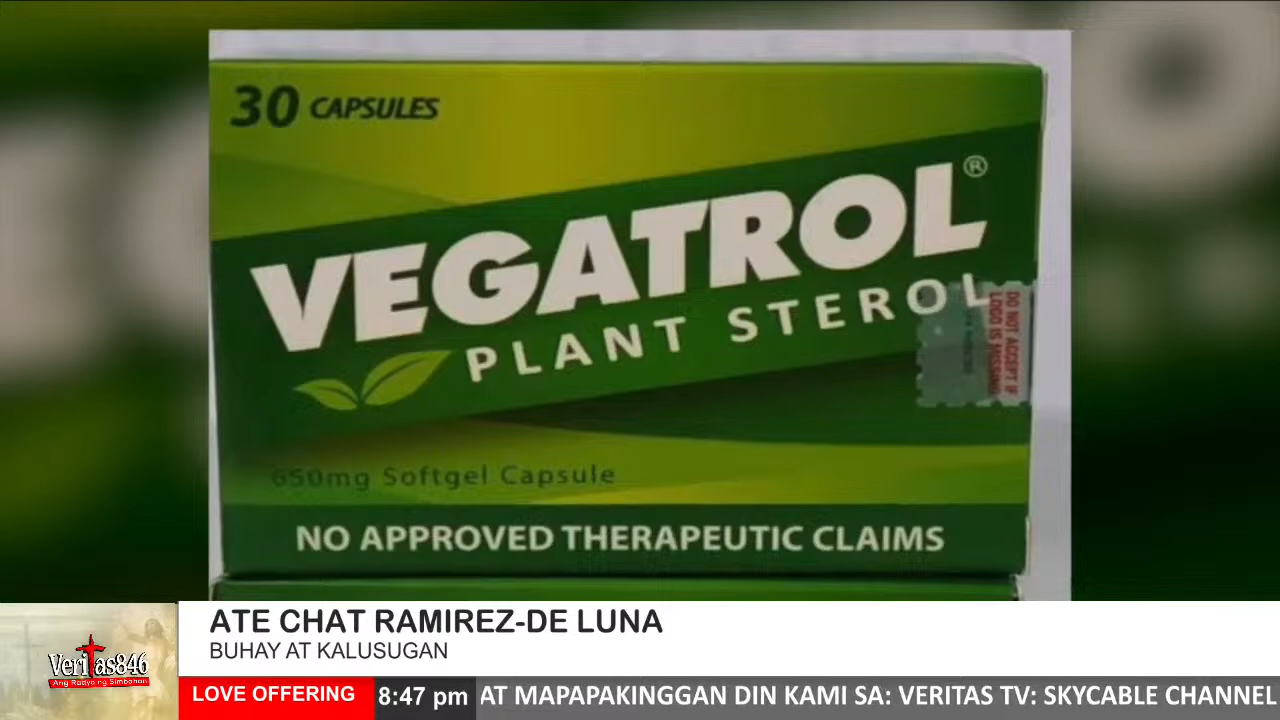 30 CAPSULES
VEGATROL®
PLANT STEROL
DO NOT ACCEPT IF
LOGO IS MISSING
650mg Softgel Capsule
NO APPROVED THERAPEUTIC CLAIMS
ATE CHAT RAMIREZ-DE LUNA
BUHAY AT KALUSUGAN
Veritas846
Ang Radyo ng Simbahan
LOVE OFFERING
8:47 pm
AT MAPAPAKINGGAN DIN KAMI SA: VERITAS TV: SKYCABLE CHANNEL